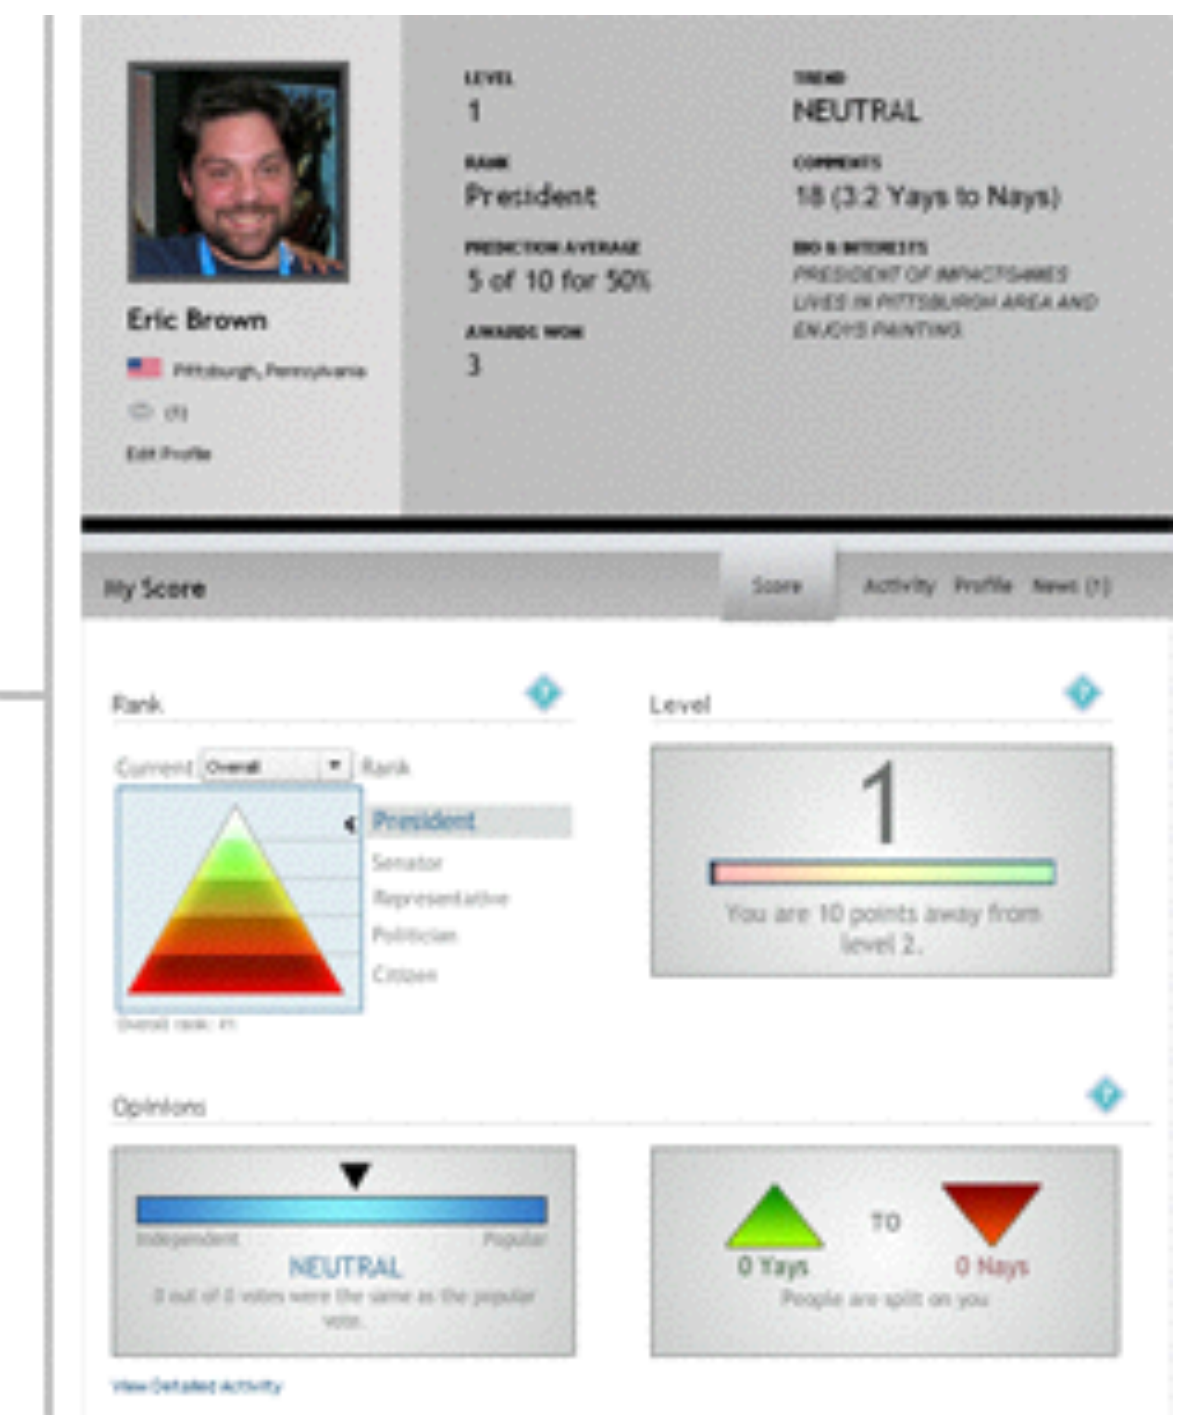 LEVEL
1
RANK
President
PREDICTION AVERAGE
5 of 10 for 50%
AWARDS WON
3
TREND
NEUTRAL
COMMENTS
18 (3:2 Yays to Nays)
BIO & INTERESTS
PRESIDENT OF IMPACTGAMES
LIVES IN PITTSBURGH AREA AND
ENJOYS PAINTING.
Eric Brown
Pittsburgh, Pennsylvania
(1)
Edit Profile
My Score
Score
Activity Profile News (1)
Rank
?
Current Overall Rank
President
Senator
Representative
Politician
Citizen
Overall rank: #1
Level
?
1
You are 10 points away from
level 2.
Opinions
?
Independent
Popular
NEUTRAL
0 out of 0 votes were the same as the popular
vote.
TO
0 Yays
0 Nays
People are split on you
View Detailed Activity